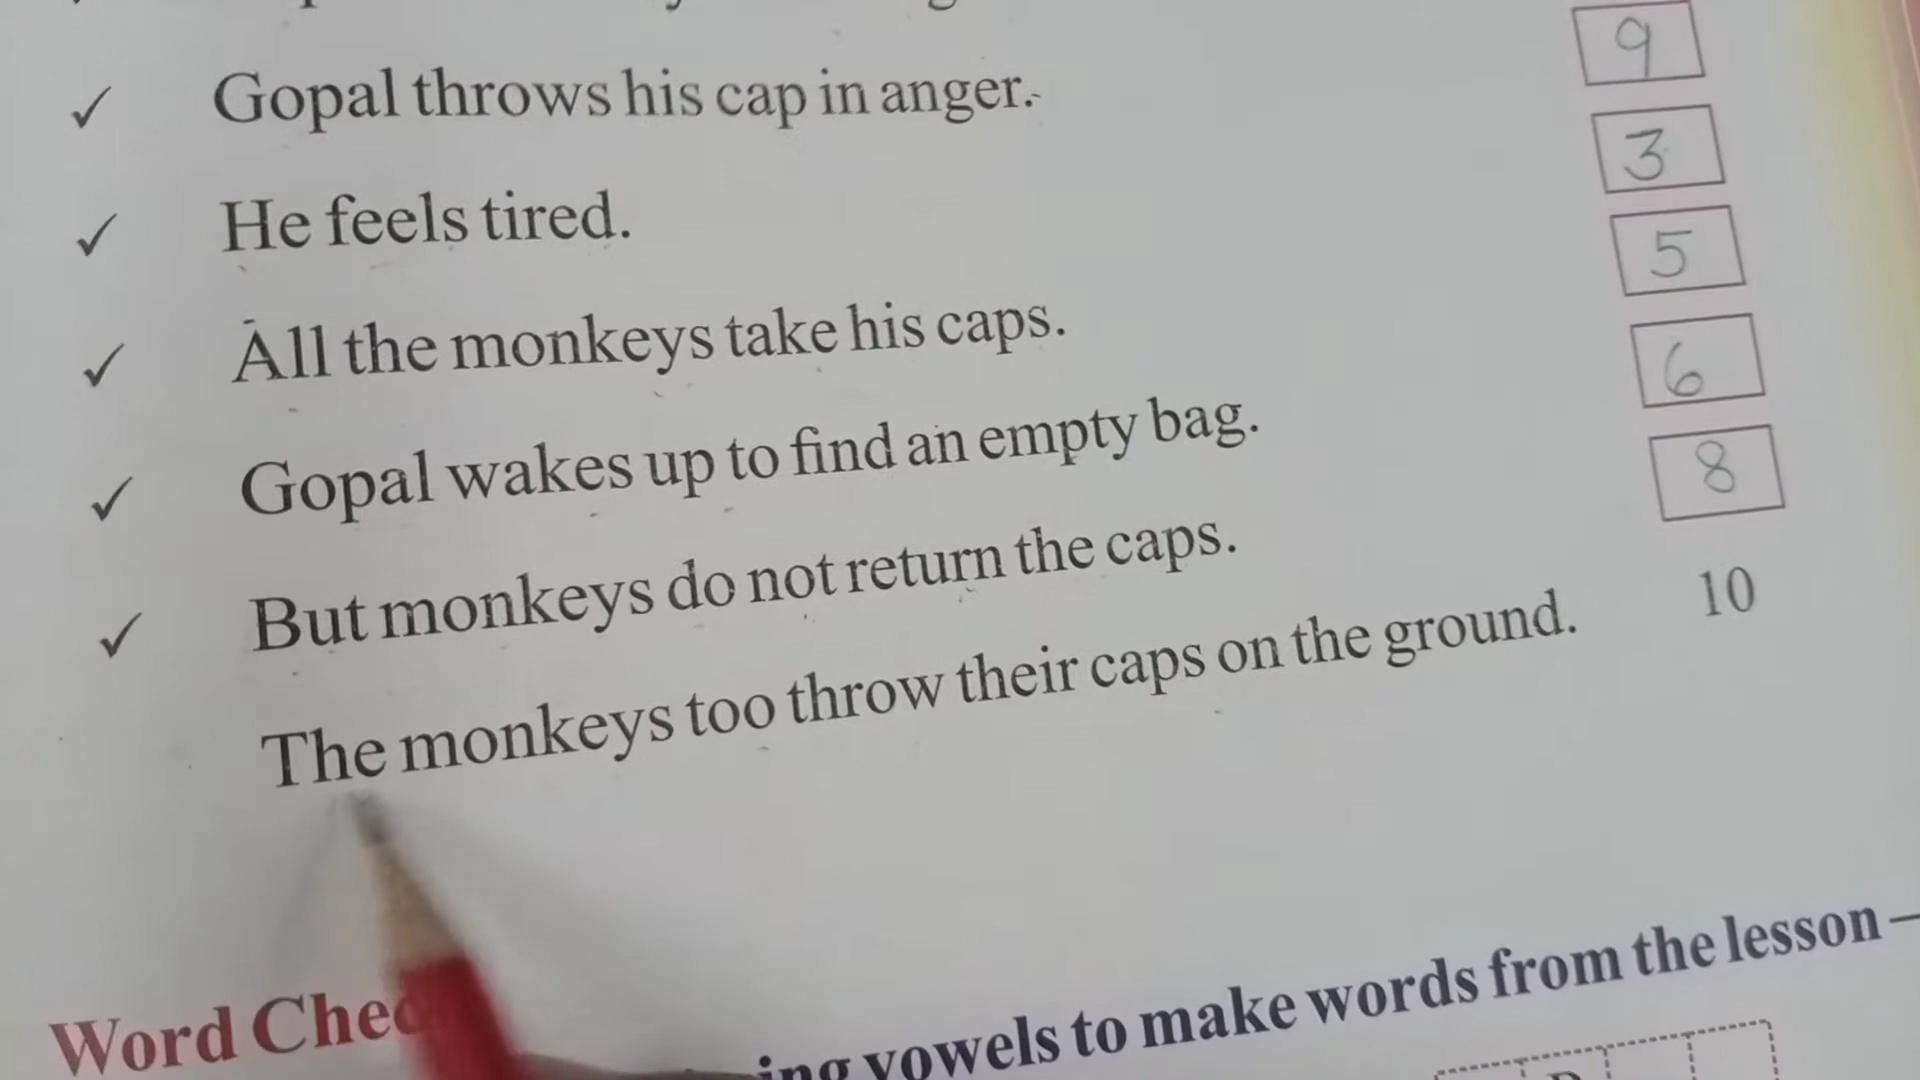 9
✓ Gopal throws his cap in anger.
3
✓ He feels tired.
5
✓ All the monkeys take his caps.
6
✓ Gopal wakes up to find an empty bag.
8
✓ But monkeys do not return the caps.
The monkeys too throw their caps on the ground. 10
Word
vowels to make words from the lesson –